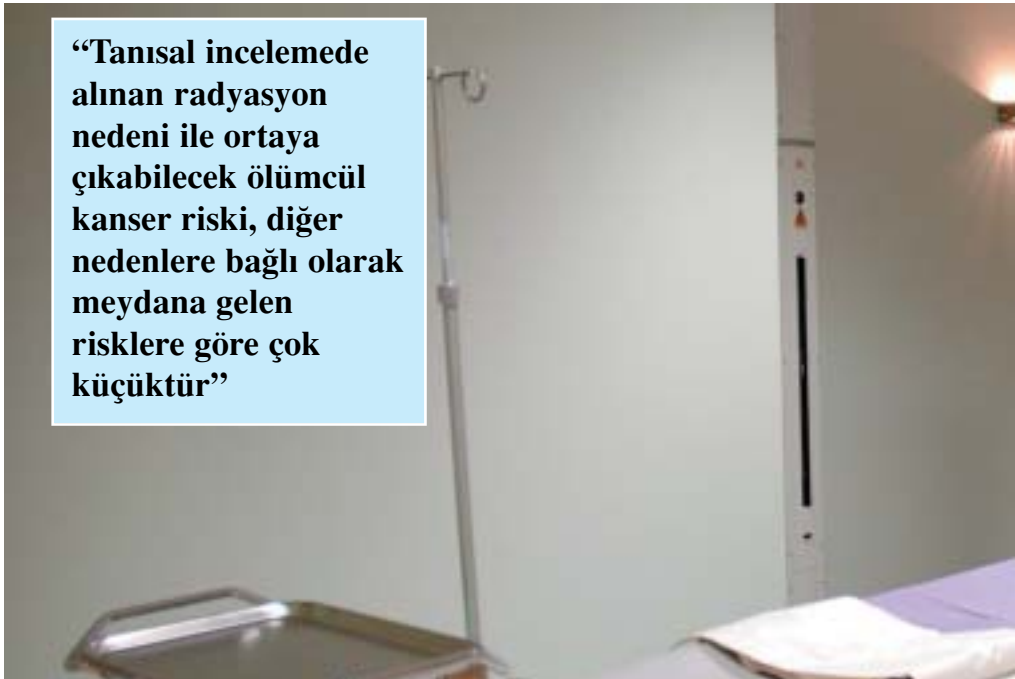 “Tanısal incelemede
alınan radyasyon
nedeni ile ortaya
çıkabilecek ölümcül
kanser riski, diğer
nedenlere bağlı olarak
meydana gelen
risklere göre çok
küçüktür”